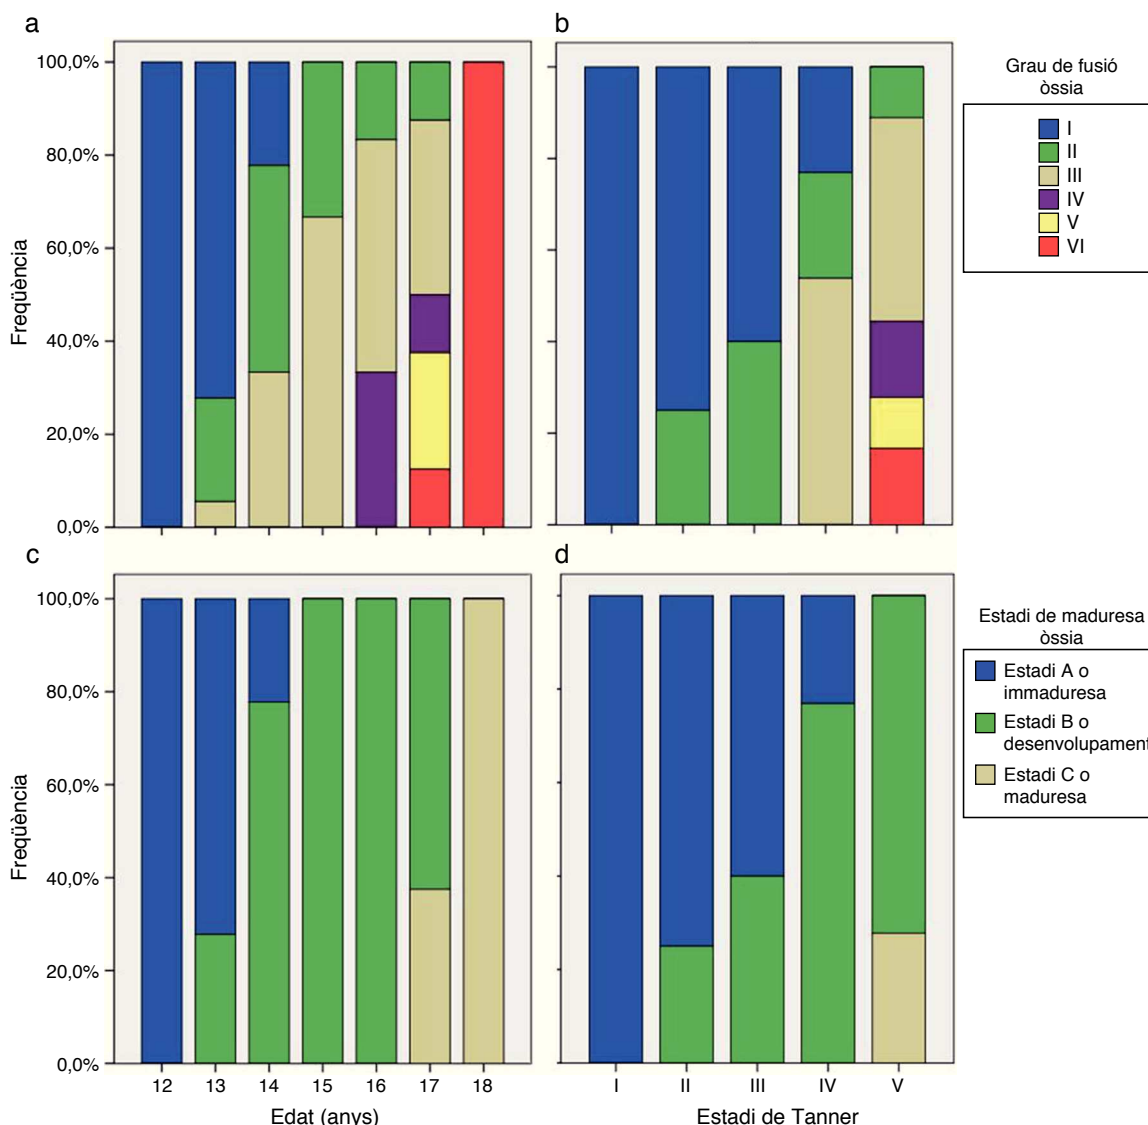 a
100,0%
80,0%
60,0%
40,0%
20,0%
0,0%
Freqüència
b
Grau de fusió
òssia
I
II
III
IV
V
VI
c
100,0%
80,0%
60,0%
40,0%
20,0%
0,0%
Freqüència
12 13 14 15 16 17 18
Edat (anys)
d
I II III IV V
Estadi de Tanner
Estadi de maduresa
òssia
Estadi A o
immaduresa
Estadi B o
desenvolupament
Estadi C o
maduresa